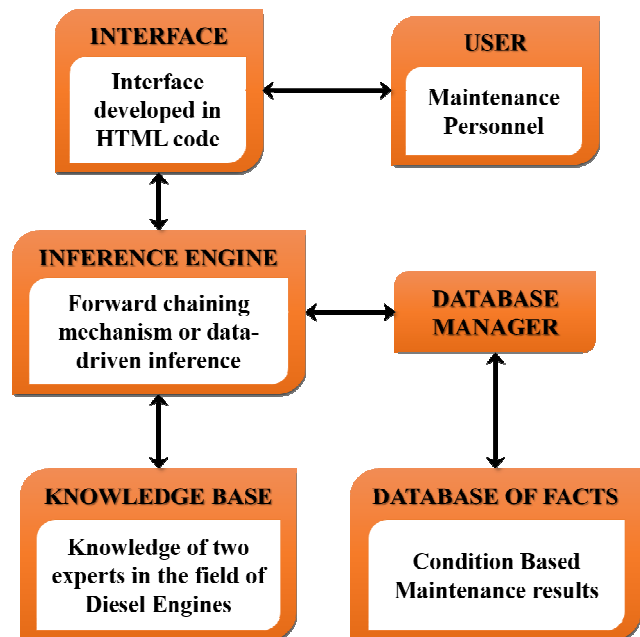 INTERFACE
Interface
developed in
HTML code
USER
Maintenance
Personnel
INFERENCE ENGINE
Forward chaining
mechanism or data-
driven inference
DATABASE
MANAGER
KNOWLEDGE BASE
Knowledge of two
experts in the field of
Diesel Engines
DATABASE OF FACTS
Condition Based
Maintenance results